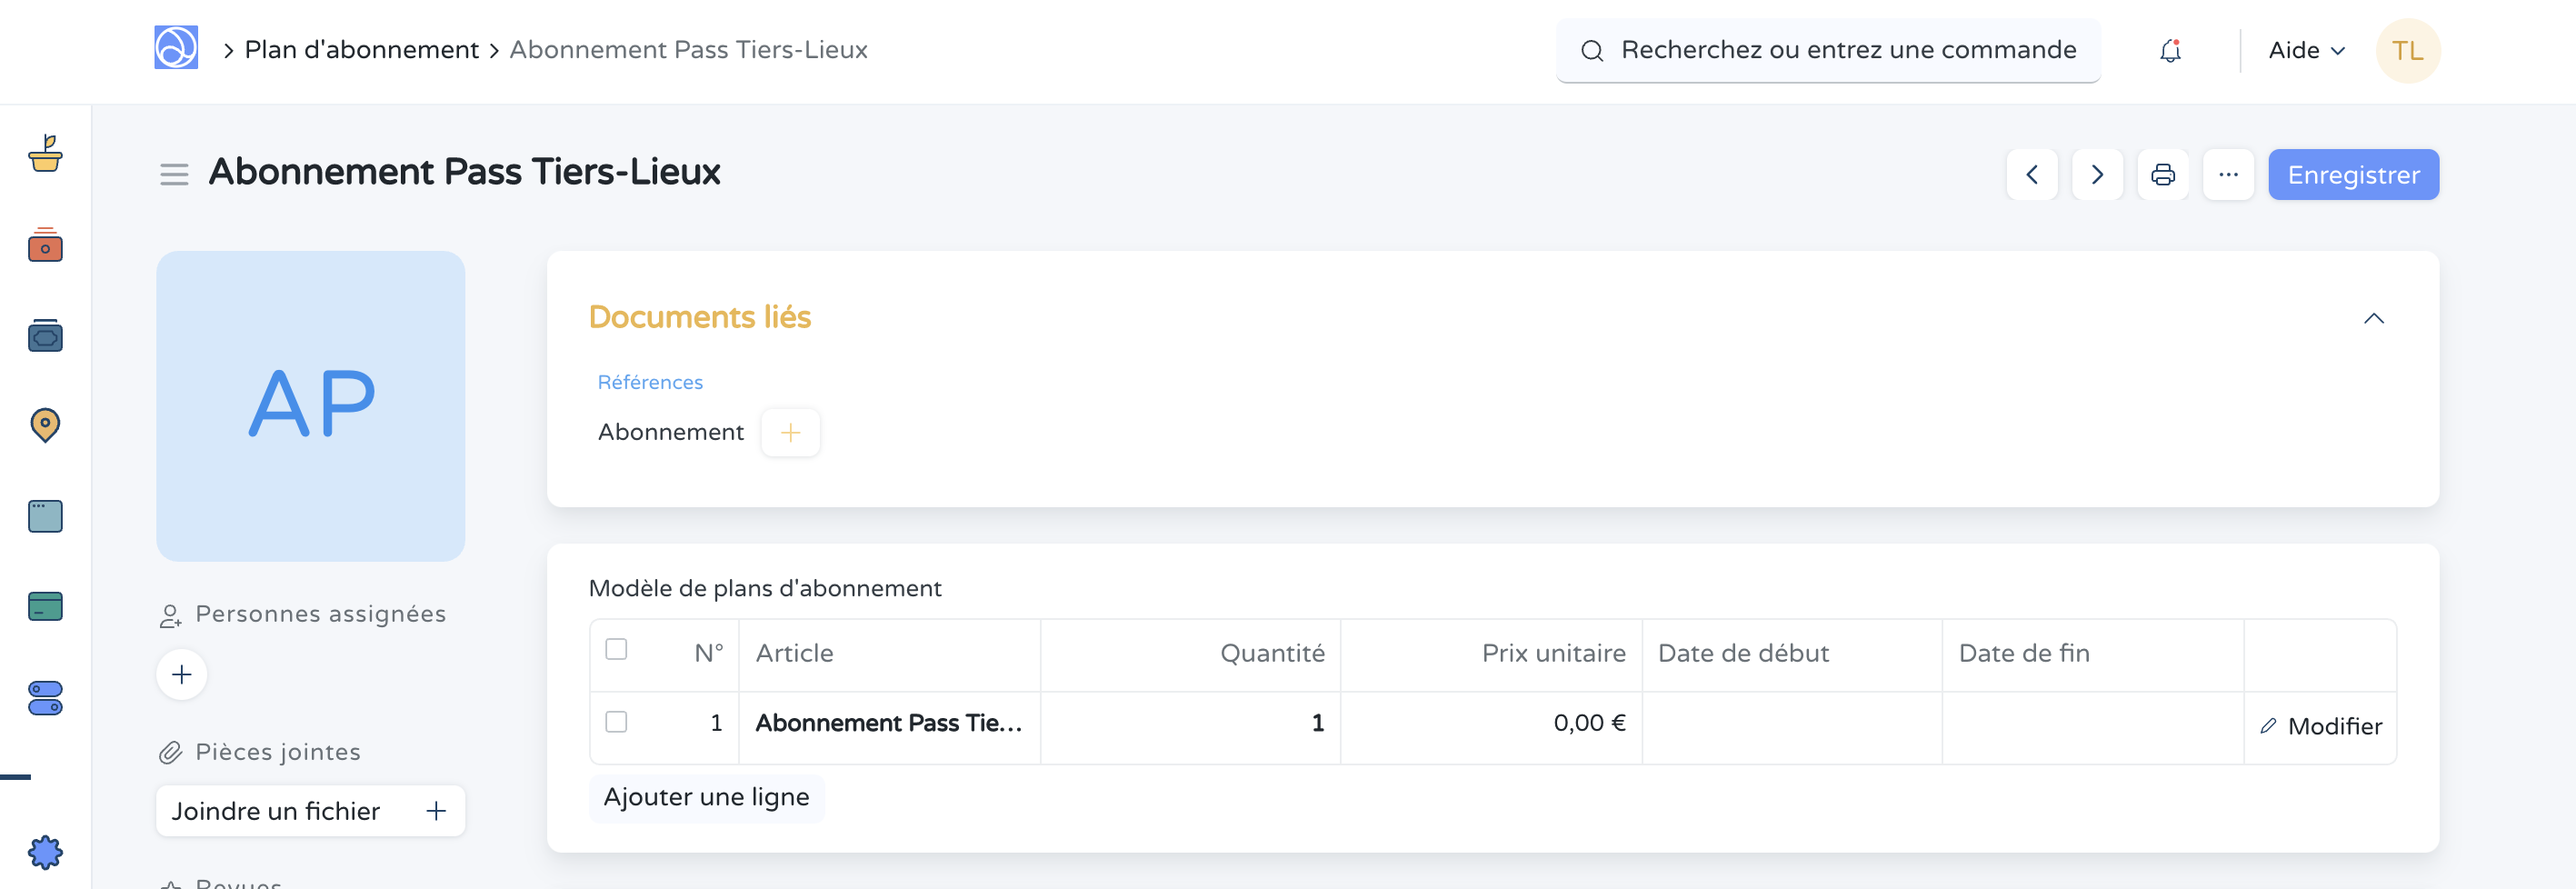 Plan d'abonnement
Abonnement Pass Tiers-Lieux
Recherchez ou entrez une commande
Aide
TL
Abonnement Pass Tiers-Lieux
Enregistrer
AP
Personnes assignées
Pièces jointes
Joindre un fichier
Revues
Documents liés
Références
Abonnement
Modèle de plans d'abonnement
N° Article Quantité Prix unitaire Date de début Date de fin
1 Abonnement Pass Tie... 1 0,00 € Modifier
Ajouter une ligne